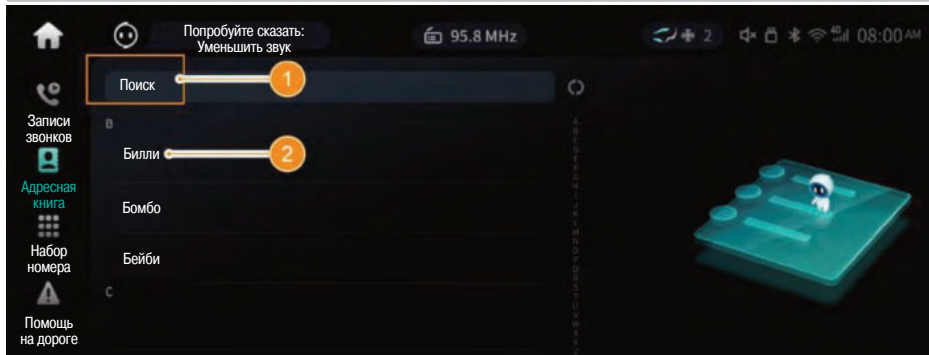 Попробуйте сказать:
Уменьшить звук
95.8 MHz
2
4G
08:00 AM
Поиск
1
Записи
звонков
B
Билли
2
Адресная
книга
Бомбо
Набор
номера
Бейби
C
Помощь
на дороге
A
B
C
D
E
F
G
H
I
J
K
L
M
N
O
P
Q
R
S
T
U
V
W
X
Y